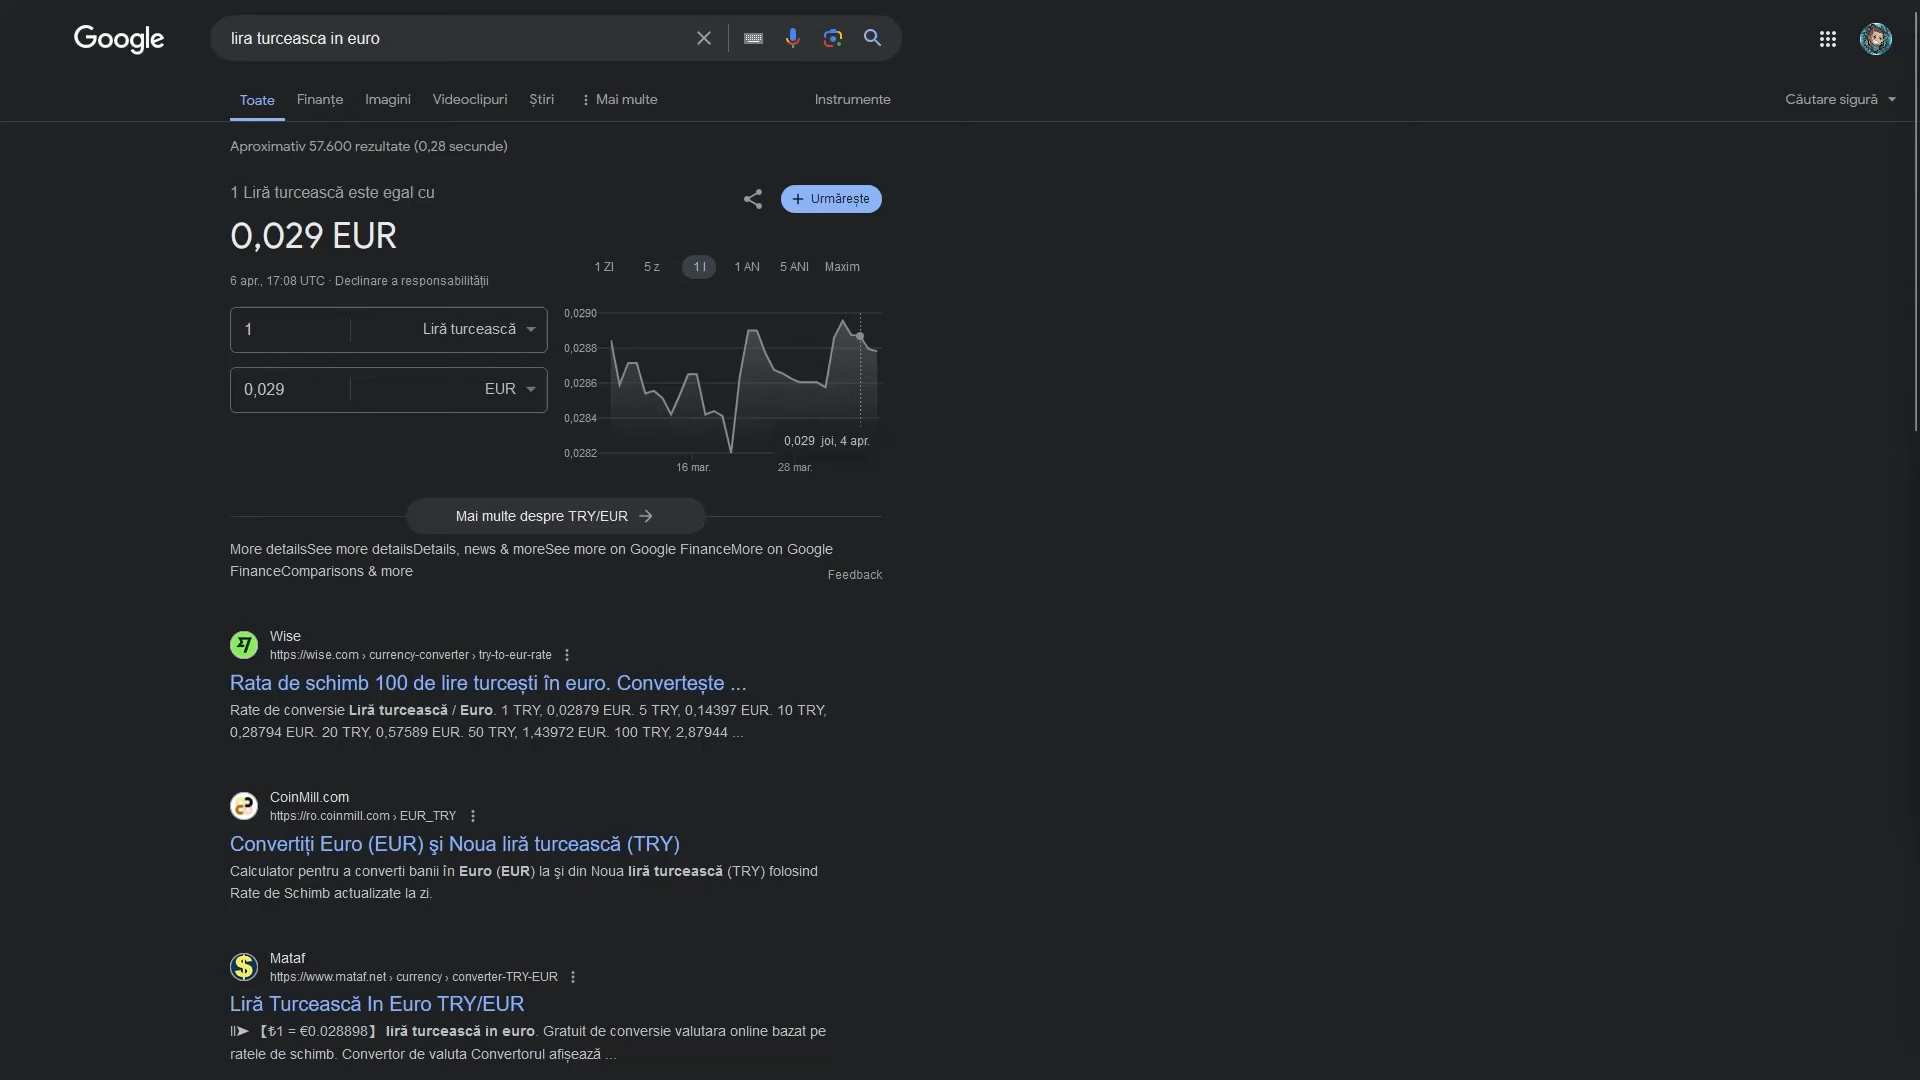 Google
lira turceasca in euro
Toate
Finanțe
Imagini
Videoclipuri
Știri
Mai multe
Instrumente
Căutare sigură
Aproximativ 57.600 rezultate (0,28 secunde)
1 Liră turcească este egal cu
Urmărește
0,029 EUR
6 apr., 17:08 UTC · Declinare a responsabilității
1 ZI
5 z
1 l
1 AN
5 ANI
Maxim
1
Liră turcească
0,029
EUR
0,0290
0,0288
0,0286
0,0284
0,0282
0,029 joi, 4 apr.
16 mar.
28 mar.
Mai multe despre TRY/EUR
More detailsSee more detailsDetails, news & moreSee more on Google FinanceMore on Google
FinanceComparisons & more
Feedback
Wise
https://wise.com › currency-converter › try-to-eur-rate
Rata de schimb 100 de lire turcești în euro. Convertește ...
Rate de conversie Liră turcească / Euro. 1 TRY, 0,02879 EUR. 5 TRY, 0,14397 EUR. 10 TRY,
0,28794 EUR. 20 TRY, 0,57589 EUR. 50 TRY, 1,43972 EUR. 100 TRY, 2,87944 ...
CoinMill.com
https://ro.coinmill.com › EUR_TRY
Convertiți Euro (EUR) şi Noua liră turcească (TRY)
Calculator pentru a converti banii în Euro (EUR) la şi din Noua liră turcească (TRY) folosind
Rate de Schimb actualizate la zi.
Mataf
https://www.mataf.net › currency › converter-TRY-EUR
Liră Turcească In Euro TRY/EUR
ll➤ 【₺1 = €0.028898】 liră turcească in euro. Gratuit de conversie valutara online bazat pe
ratele de schimb. Convertor de valuta Convertorul afișează ...